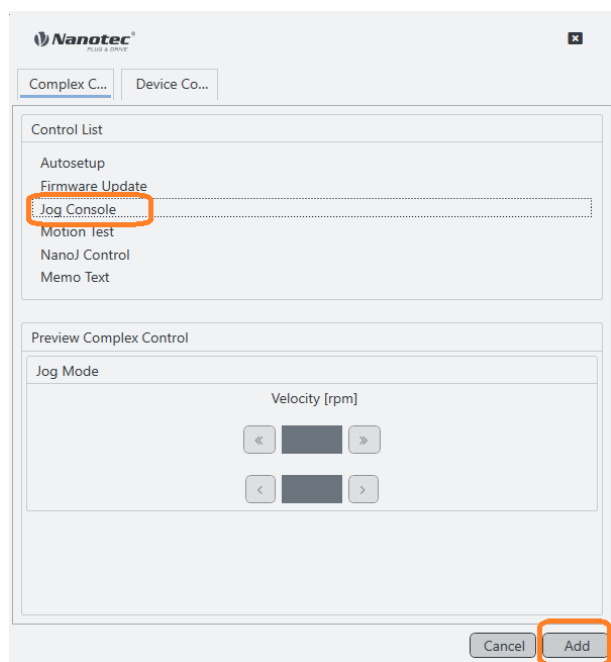 Nanotec®
PLUG & DRIVE
Complex C... Device Co...
Control List
Autosetup
Firmware Update
Jog Console
Motion Test
NanoJ Control
Memo Text
Preview Complex Control
Jog Mode
Velocity [rpm]
« »
< >
Cancel Add